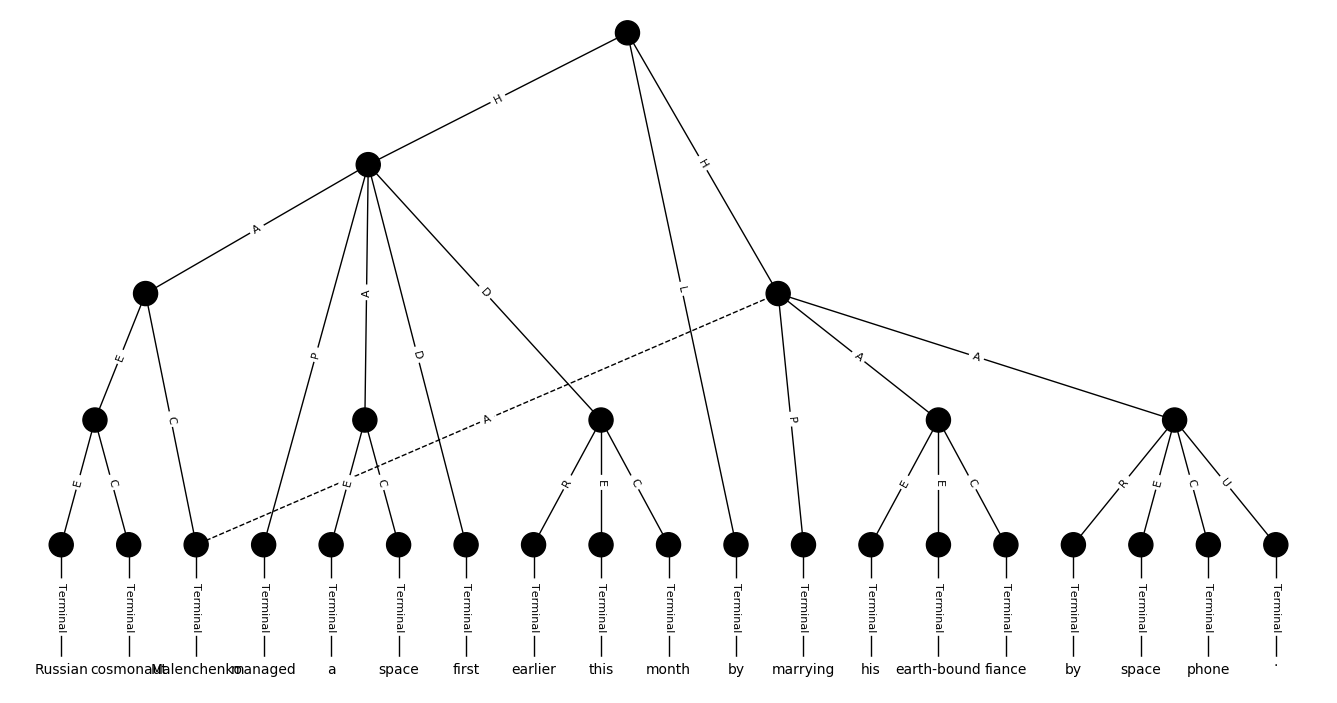 H
H
A
A
D
L
P
D
E
A
A
C
A
P
E
C
E
C
R
E
C
E
E
C
R
E
C
U
Terminal Terminal Terminal Terminal Terminal Terminal Terminal Terminal Terminal Terminal Terminal Terminal Terminal Terminal Terminal Terminal Terminal Terminal Terminal
Russian cosmonaut Malenchenko managed a space first earlier this month by marrying his earth-bound fiance by space phone .